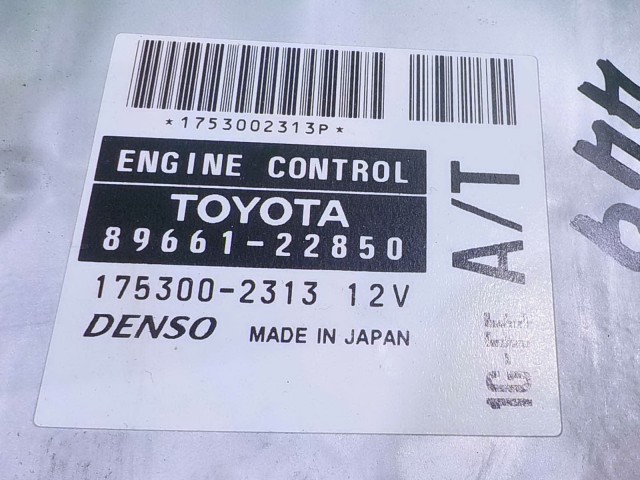 *1753002313P*
ENGINE CONTROL
TOYOTA
89661-22850
175300-2313 12V
DENSO MADE IN JAPAN
A/T